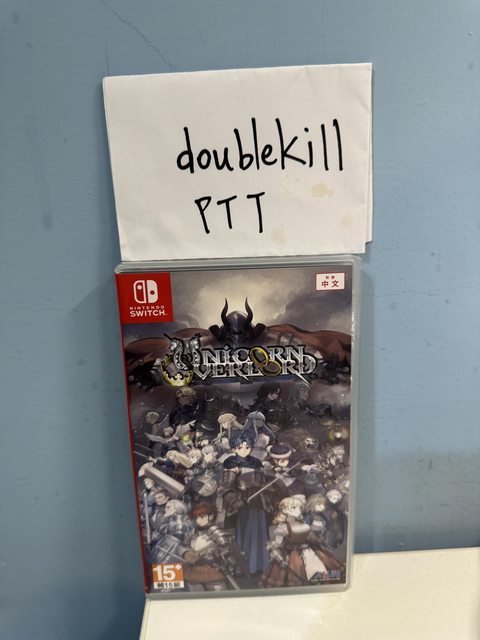 doublekill
PTT
NINTENDO
SWITCH
中文
UNICORN
OVERLORD
15+
輔15級